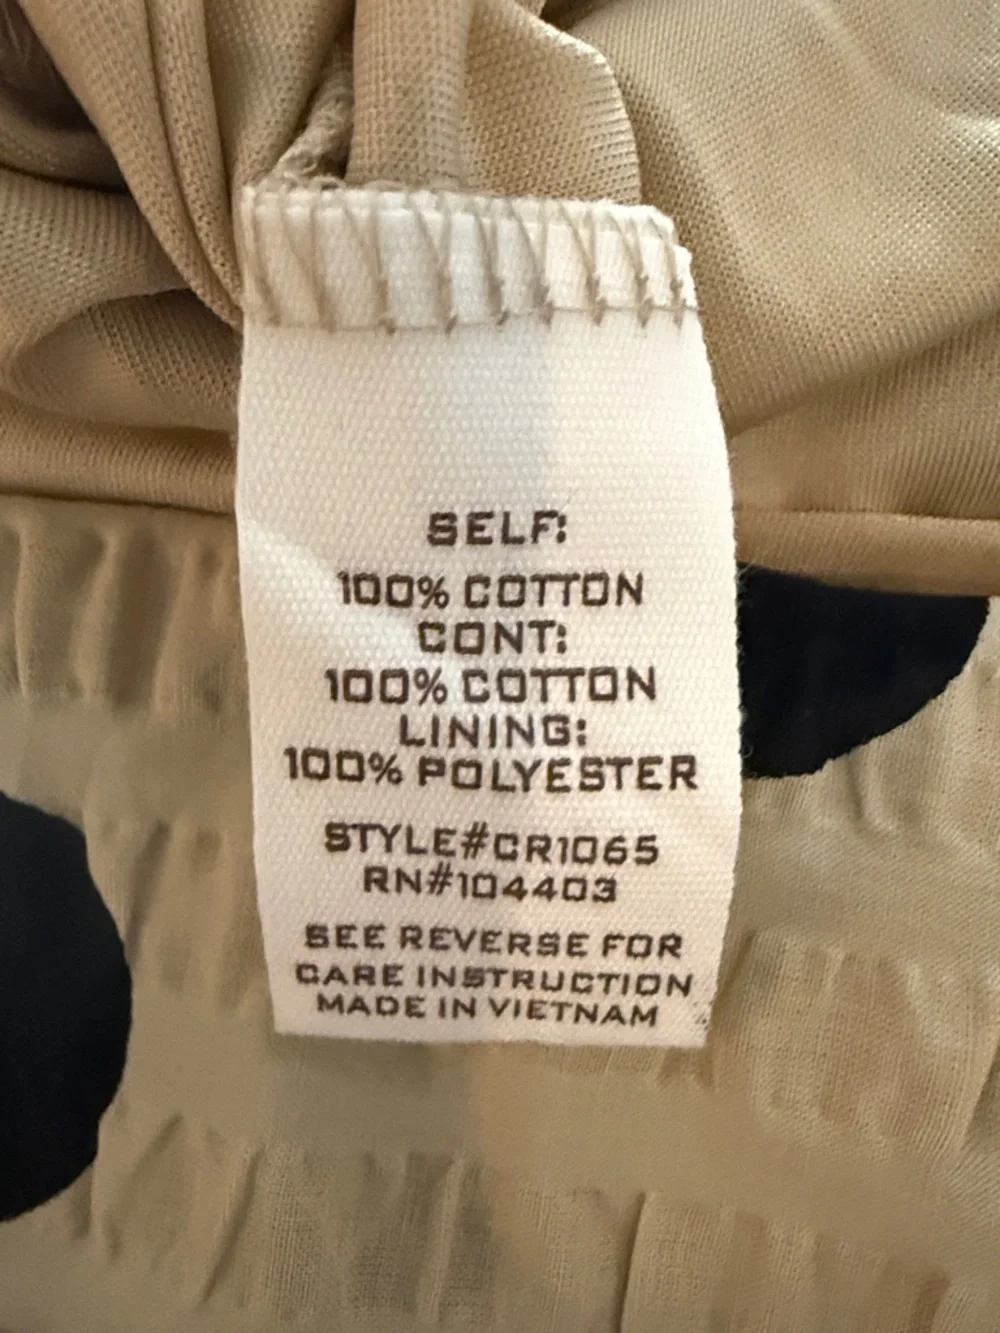 SELF:
100% COTTON
CONT:
100% COTTON
LINING:
100% POLYESTER
STYLE#CR1065
RN#104403
SEE REVERSE FOR
CARE INSTRUCTION
MADE IN VIETNAM